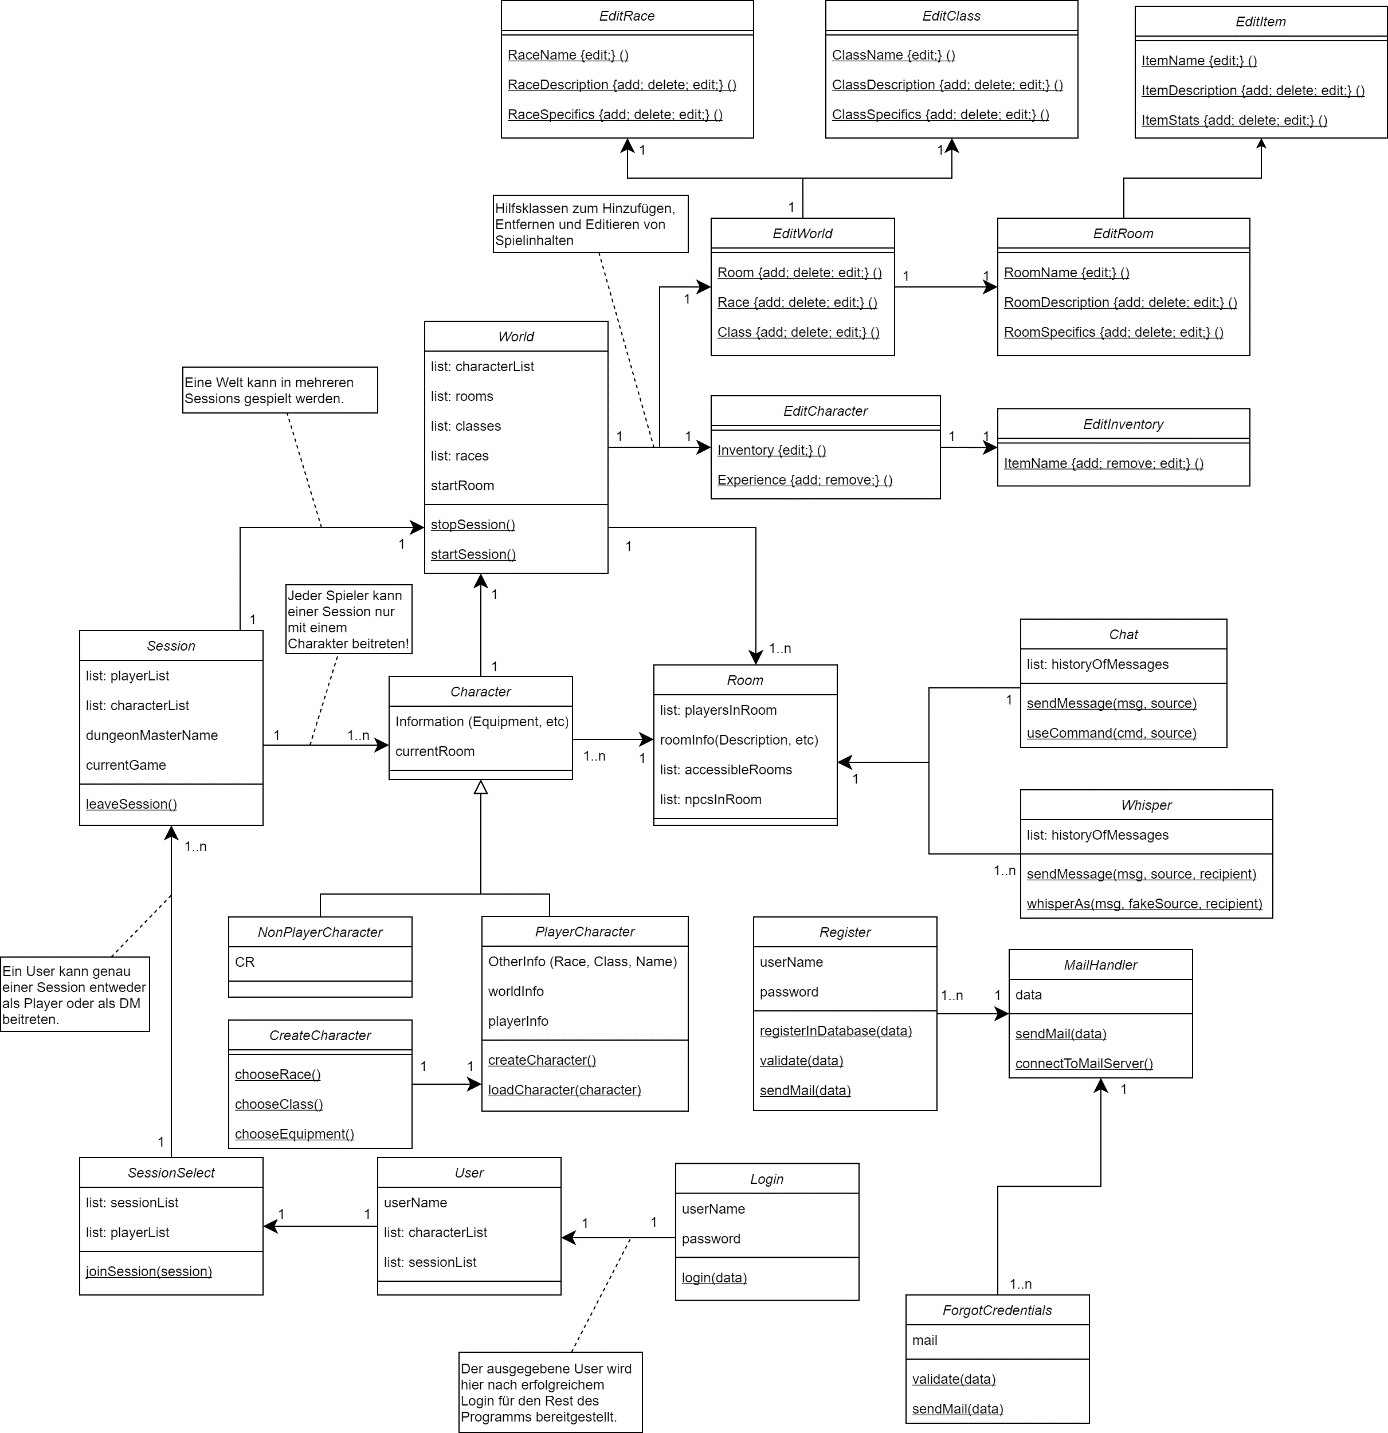 EditRace
RaceName {edit;} ()
RaceDescription {add; delete; edit;} ()
RaceSpecifics {add; delete; edit;} ()
EditClass
ClassName {edit;} ()
ClassDescription {add; delete; edit;} ()
ClassSpecifics {add; delete; edit;} ()
EditItem
ItemName {edit;} ()
ItemDescription {add; delete; edit;} ()
ItemStats {add; delete; edit;} ()
1
1
1
Hilfsklassen zum Hinzufügen,
Entfernen und Editieren von
Spielinhalten
EditWorld
Room {add; delete; edit;} ()
Race {add; delete; edit;} ()
Class {add; delete; edit;} ()
1
1
1
EditRoom
RoomName {edit;} ()
RoomDescription {add; delete; edit;} ()
RoomSpecifics {add; delete; edit;} ()
World
list: characterList
list: rooms
list: classes
list: races
startRoom
stopSession()
startSession()
Eine Welt kann in mehreren
Sessions gespielt werden.
1
1
EditCharacter
Inventory {edit;} ()
Experience {add; remove;} ()
1
1
EditInventory
ItemName {add; remove; edit;} ()
1
1
1
Jeder Spieler kann
einer Session nur
mit einem
Charakter beitreten!
1
1
1..n
Session
list: playerList
list: characterList
dungeonMasterName
currentGame
leaveSession()
1
1..n
Character
Information (Equipment, etc)
currentRoom
1..n
1
Room
list: playersInRoom
roomInfo(Description, etc)
list: accessibleRooms
list: npcsInRoom
Chat
list: historyOfMessages
sendMessage(msg, source)
useCommand(cmd, source)
1
1
1..n
Whisper
list: historyOfMessages
sendMessage(msg, source, recipient)
whisperAs(msg, fakeSource, recipient)
1..n
Ein User kann genau
einer Session entweder
als Player oder als DM
beitreten.
NonPlayerCharacter
CR
PlayerCharacter
OtherInfo (Race, Class, Name)
worldInfo
playerInfo
createCharacter()
loadCharacter(character)
CreateCharacter
chooseRace()
chooseClass()
chooseEquipment()
1
1
Register
userName
password
registerInDatabase(data)
validate(data)
sendMail(data)
1..n
1
MailHandler
data
sendMail(data)
connectToMailServer()
1
1
SessionSelect
list: sessionList
list: playerList
joinSession(session)
1
1
User
userName
list: characterList
list: sessionList
1
1
Login
userName
password
login(data)
Der ausgegebene User wird
hier nach erfolgreichem
Login für den Rest des
Programms bereitgestellt.
1..n
ForgotCredentials
mail
validate(data)
sendMail(data)